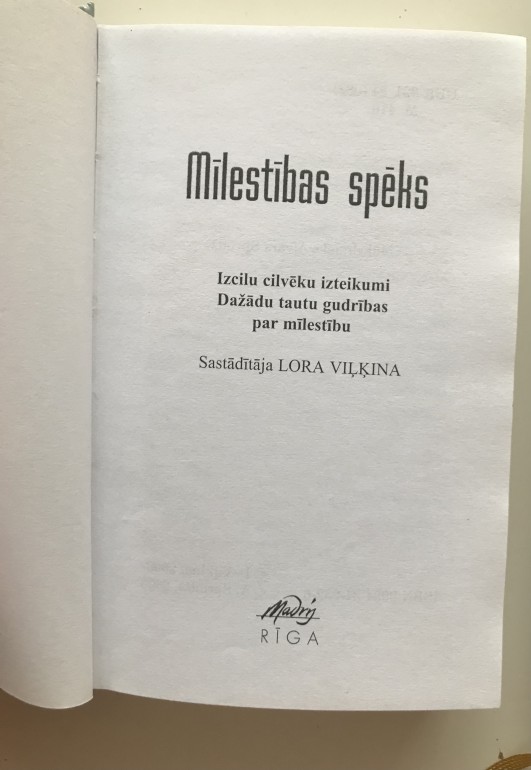 Mīlestības spēks
Izcilu cilvēku izteikumi
Dažādu tautu gudrības
par mīlestību
Sastādītāja LORA VIĻĶINA
Madris
RĪGA